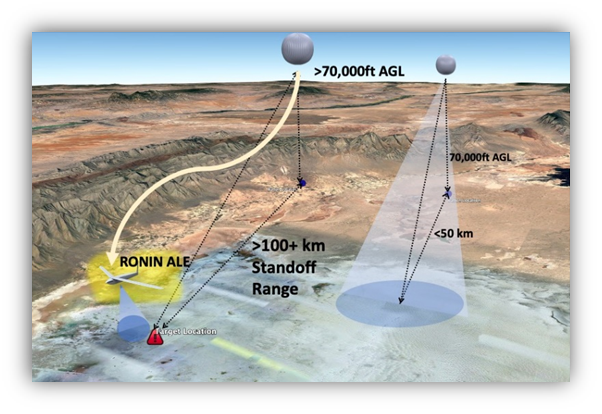 >70,000ft AGL
70,000ft AGL
<50 km
>100+ km
Standoff
Range
RONIN ALE
Target Location